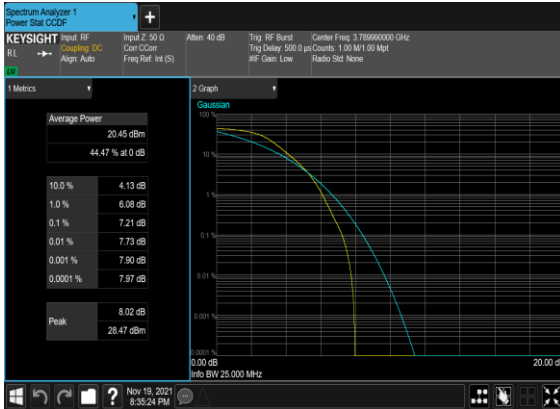 Spectrum Analyzer 1
Power Stat CCDF
+
KEYSIGHT
RL
Input: RF
Coupling: DC
Align: Auto
Input Z: 50 Ω
Corr CCorr
Freq Ref: Int (S)
Atten: 40 dB
Trig: RF Burst
Trig Delay: 500.0 µs
#IF Gain: Low
Center Freq: 3.789990000 GHz
Counts: 1.00 M/1.00 Mpt
Radio Std: None
1 Metrics
Average Power
20.45 dBm
44.47 % at 0 dB
10.0 % 4.13 dB
1.0 % 6.08 dB
0.1 % 7.21 dB
0.01 % 7.73 dB
0.001 % 7.90 dB
0.0001 % 7.97 dB
Peak
8.02 dB
28.47 dBm
2 Graph
Gaussian
100 %
10 %
1 %
0.1 %
0.01 %
0.001 %
0.0001 %
0.00 dB
20.00 d
Info BW 25.000 MHz
?
Nov 19, 2021
8:35:24 PM